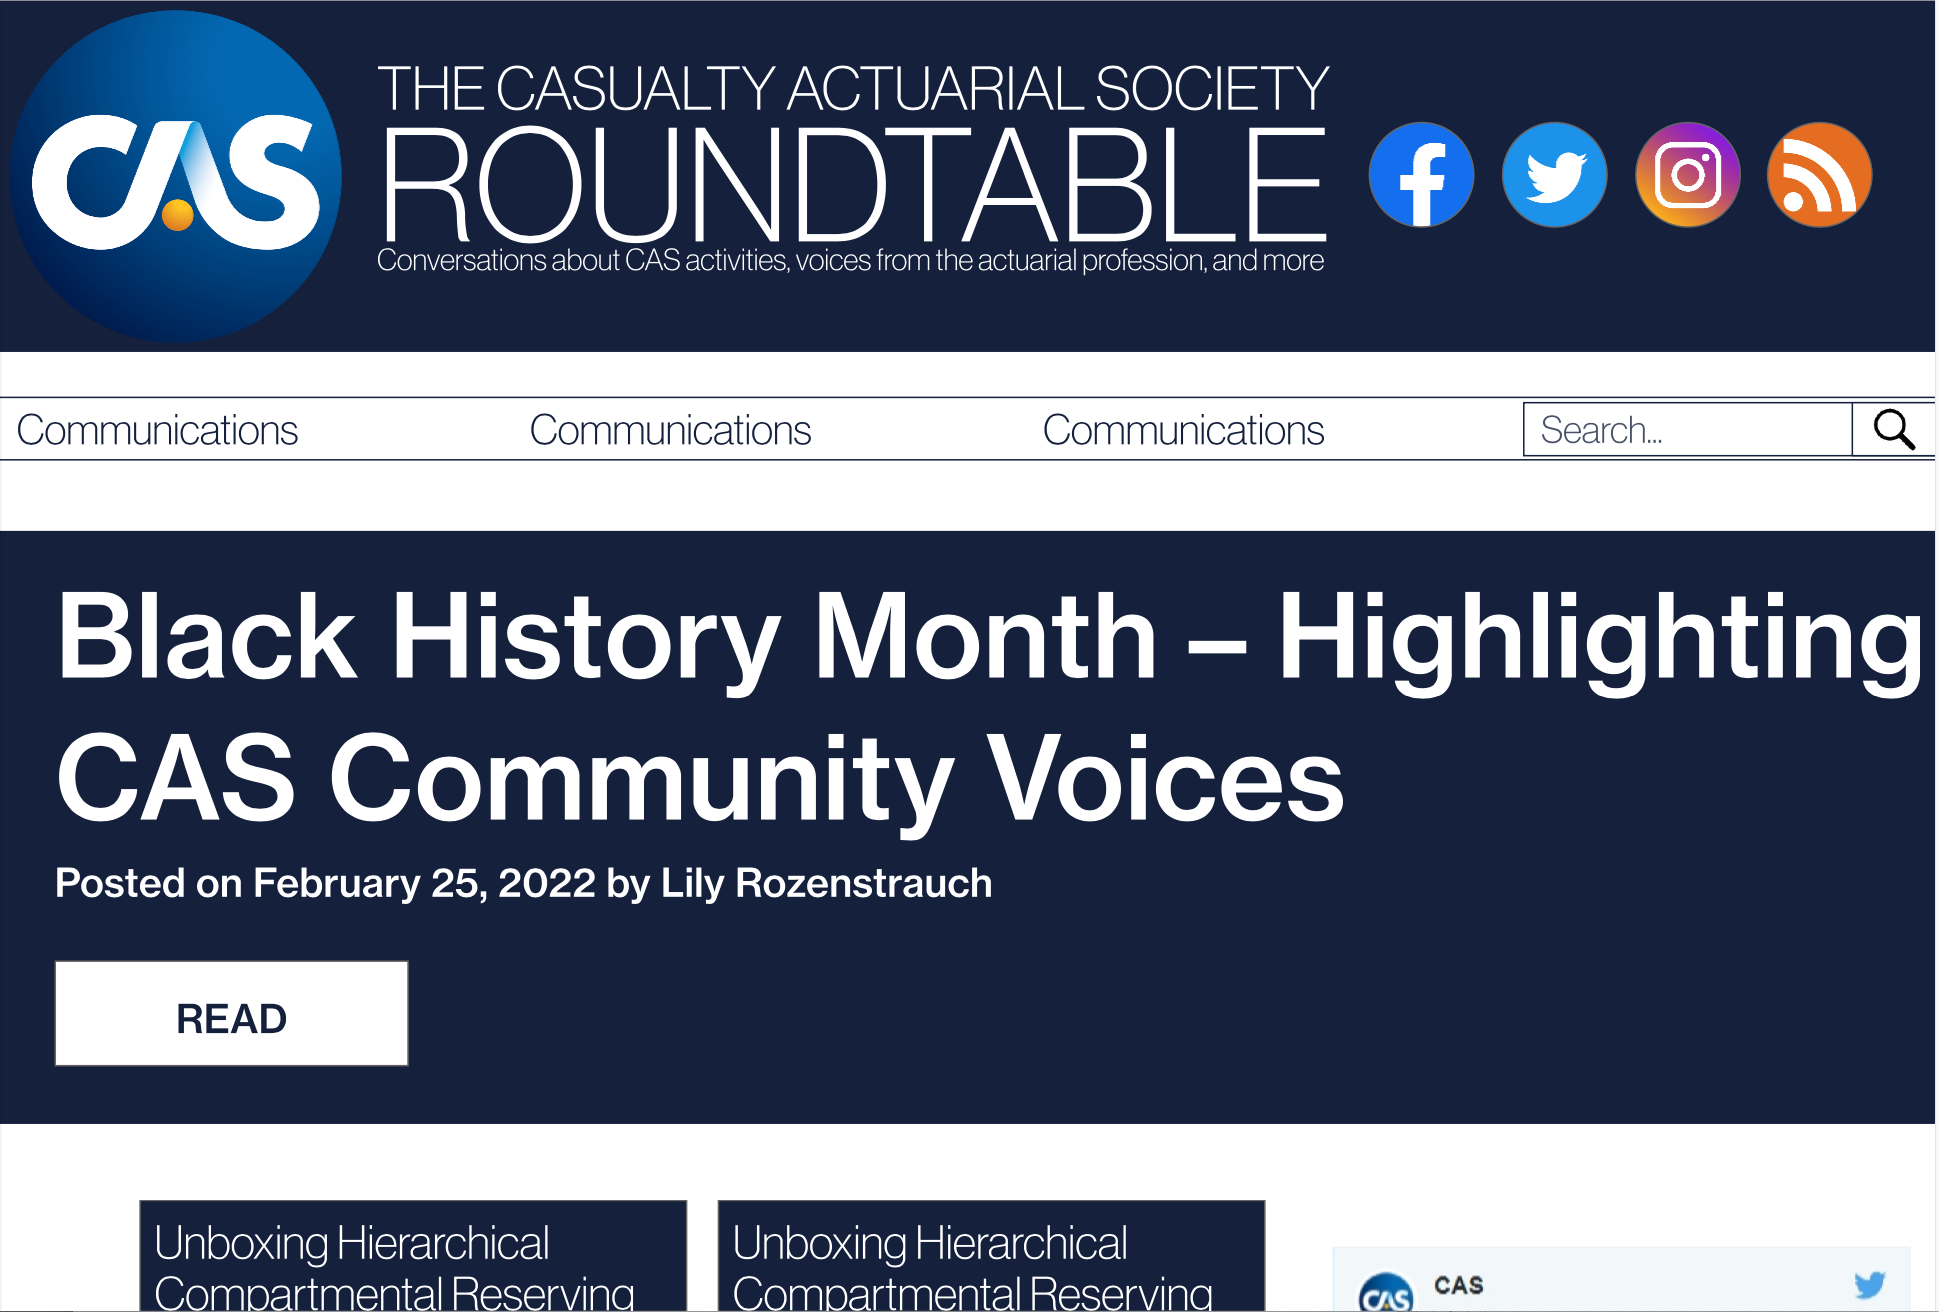 CAS
THE CASUALTY ACTUARIAL SOCIETY
ROUNDTABLE
Conversations about CAS activities, voices from the actuarial profession, and more
Communications
Communications
Communications
Search...
Black History Month – Highlighting
CAS Community Voices
Posted on February 25, 2022 by Lily Rozenstrauch
READ
Unboxing Hierarchical
Compartmental Reserving
Unboxing Hierarchical
Compartmental Reserving
CAS
CAS